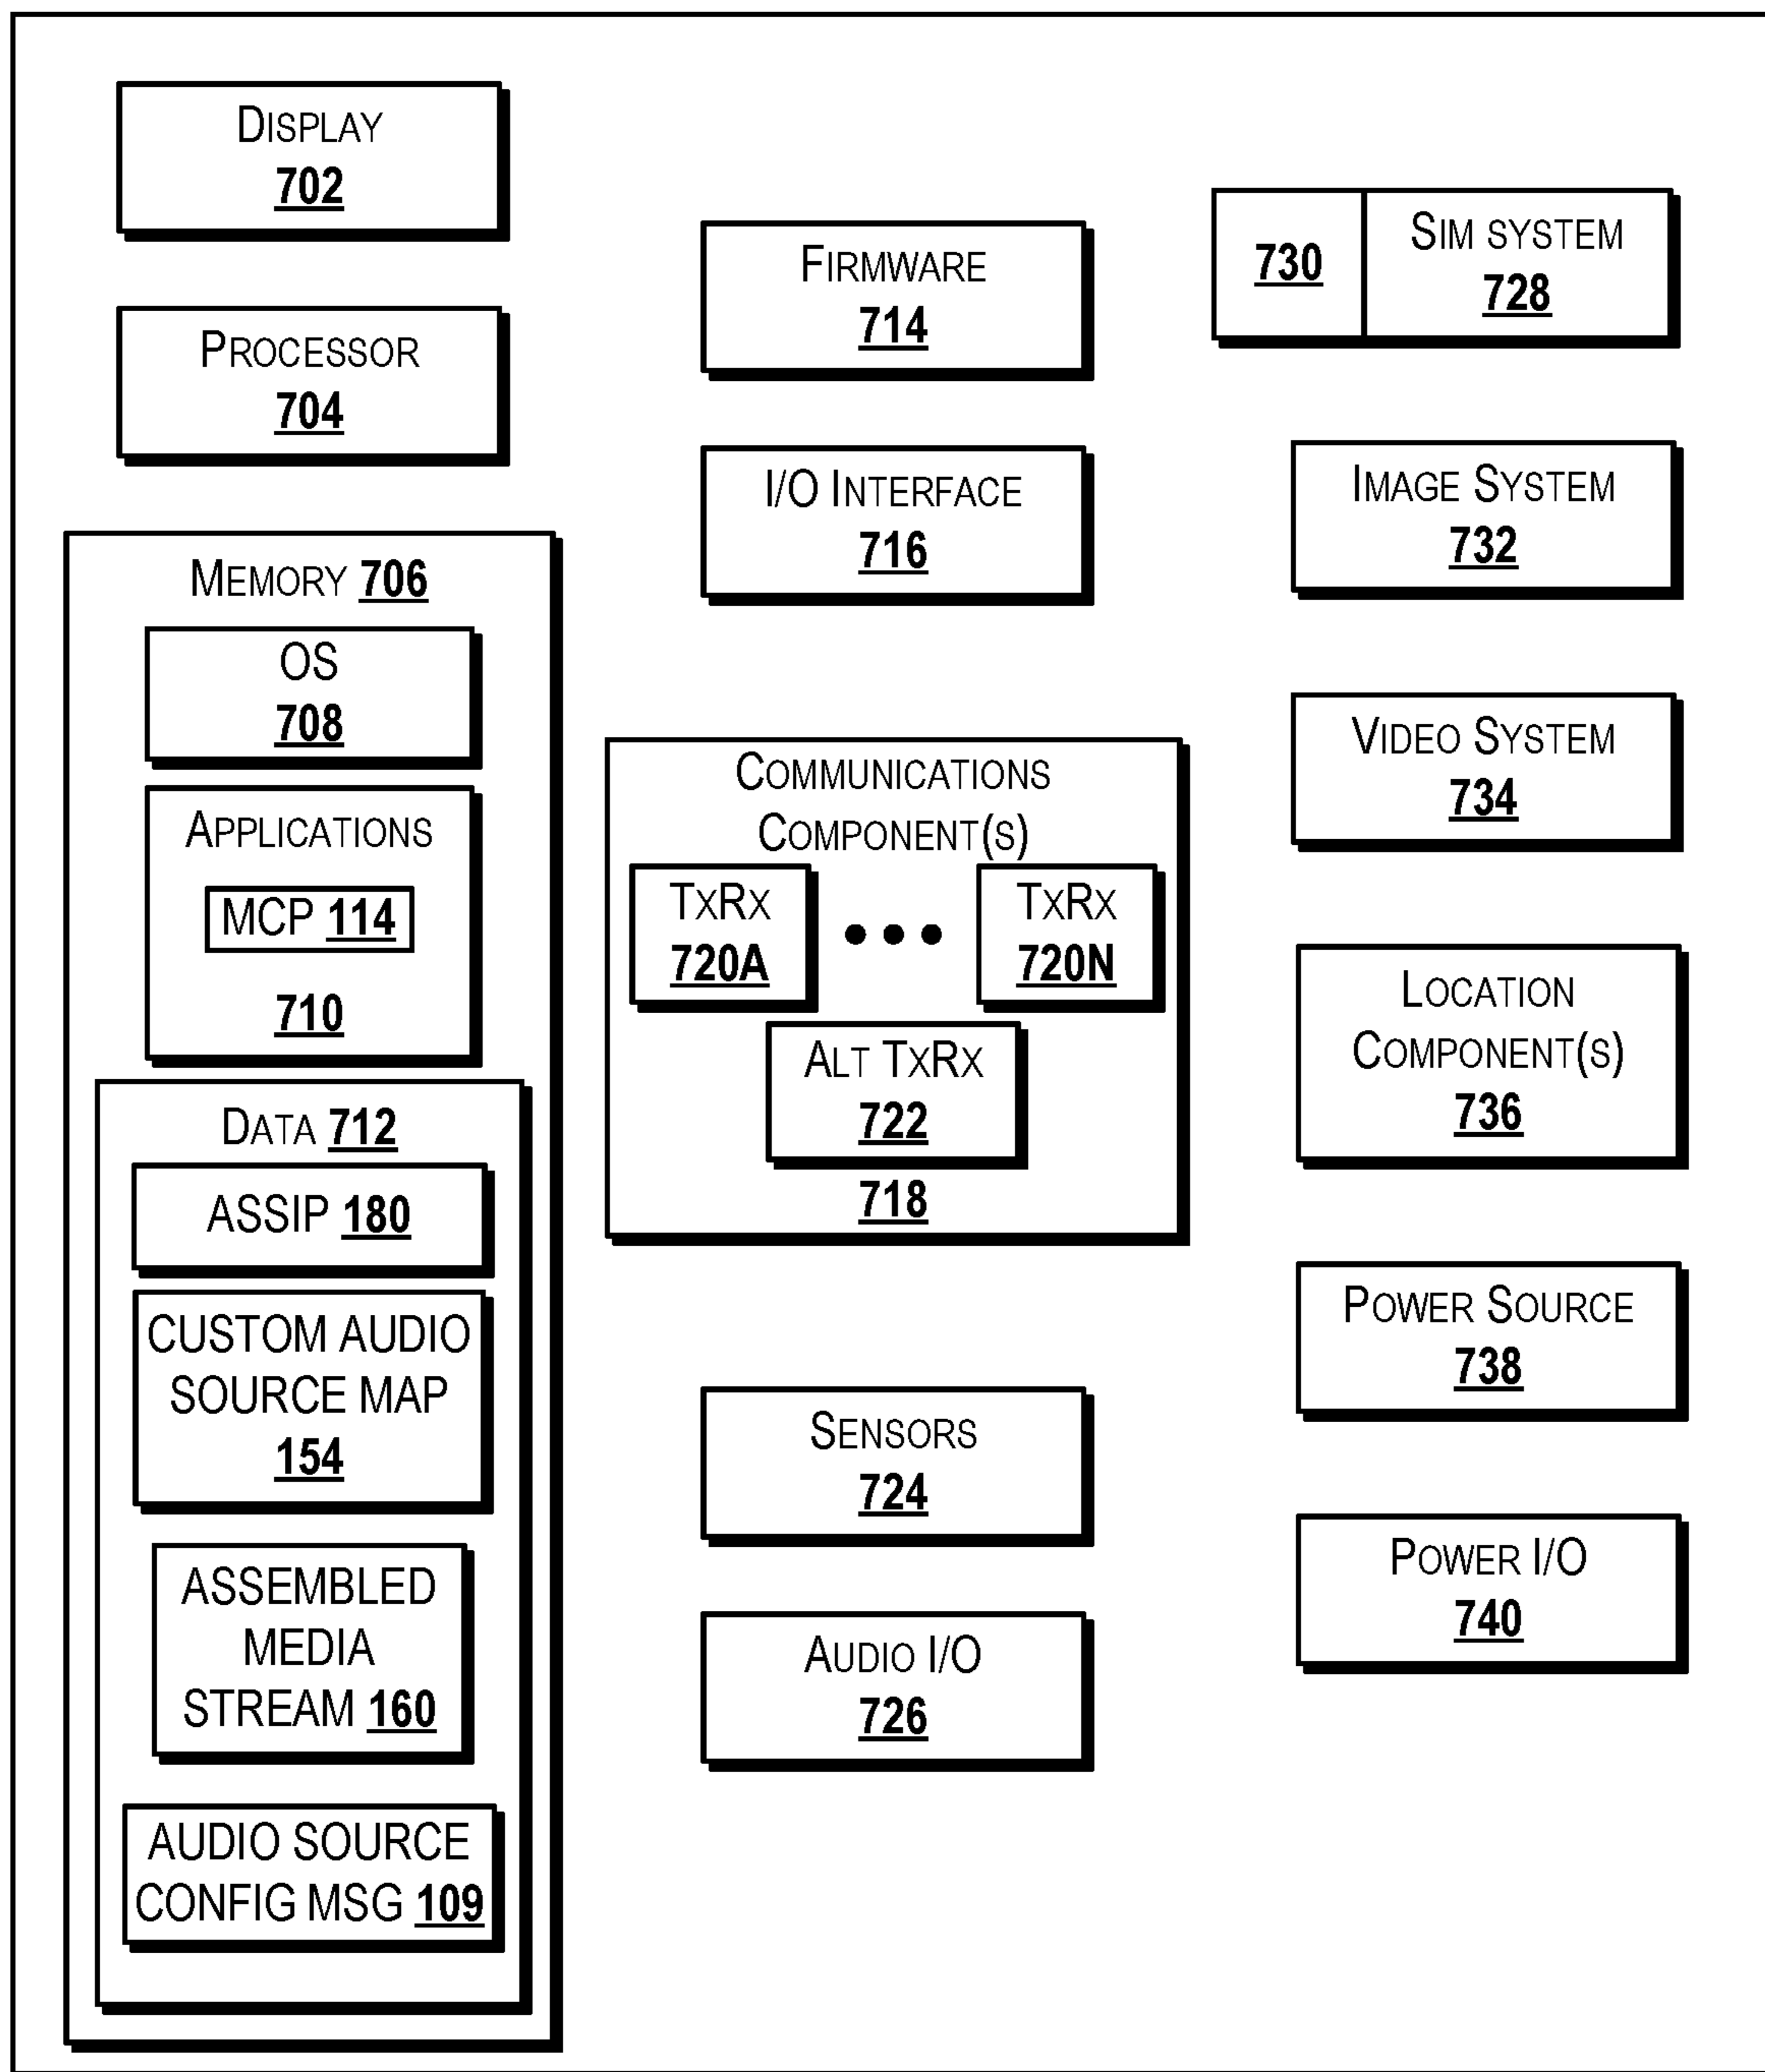 Display
702
Processor
704
Memory 706
OS
708
Applications
MCP 114
710
Data 712
ASSIP 180
CUSTOM AUDIO
SOURCE MAP
154
ASSEMBLED
MEDIA
STREAM 160
AUDIO SOURCE
CONFIG MSG 109
Firmware
714
I/O Interface
716
Communications
Component(s)
TxRx
720A
TxRx
720N
Alt TxRx
722
718
Sensors
724
Audio I/O
726
730
Sim system
728
Image System
732
Video System
734
Location
Component(s)
736
Power Source
738
Power I/O
740